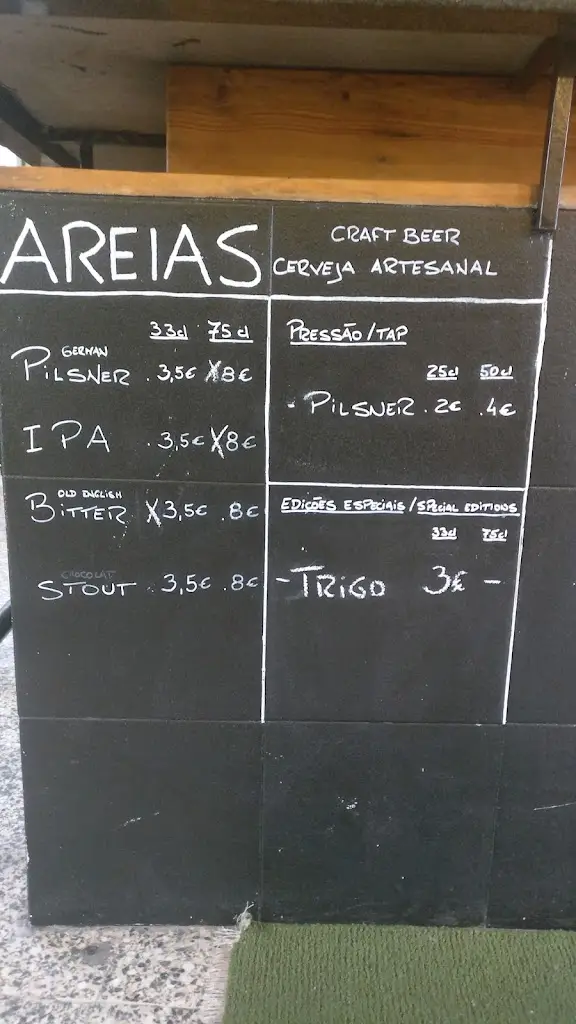 AREIAS
33cl 75cl
GERMAN
PILSNER . 3,5€ X8€
IPA . 3,5€ X8€
OLD ENGLISH
BITTER X3,5€ .8€
CHOCOLAT
STOUT . 3,5€ .8€
CRAFT BEER
CERVEJA ARTESANAL
PRESSÃO/TAP
25cl 50cl
- PILSNER . 2€ .4€
EDIÇÕES ESPECIAIS / SPECIAL EDITIONS
33cl 75cl
- TRIGO 3€ -